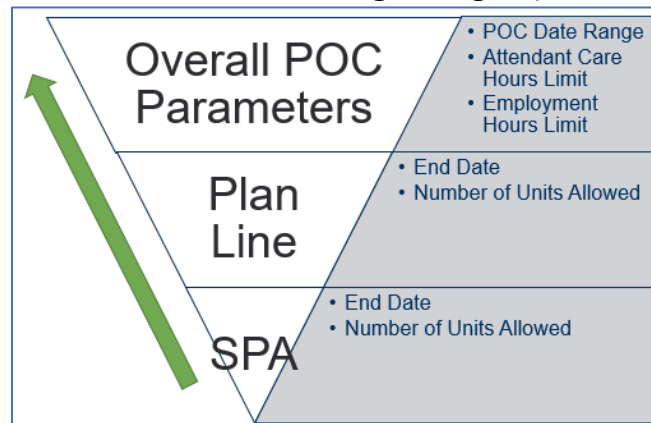 Overall POC
Parameters
• POC Date Range
• Attendant Care
Hours Limit
• Employment
Hours Limit
Plan
Line
• End Date
• Number of Units Allowed
SPA
• End Date
• Number of Units Allowed